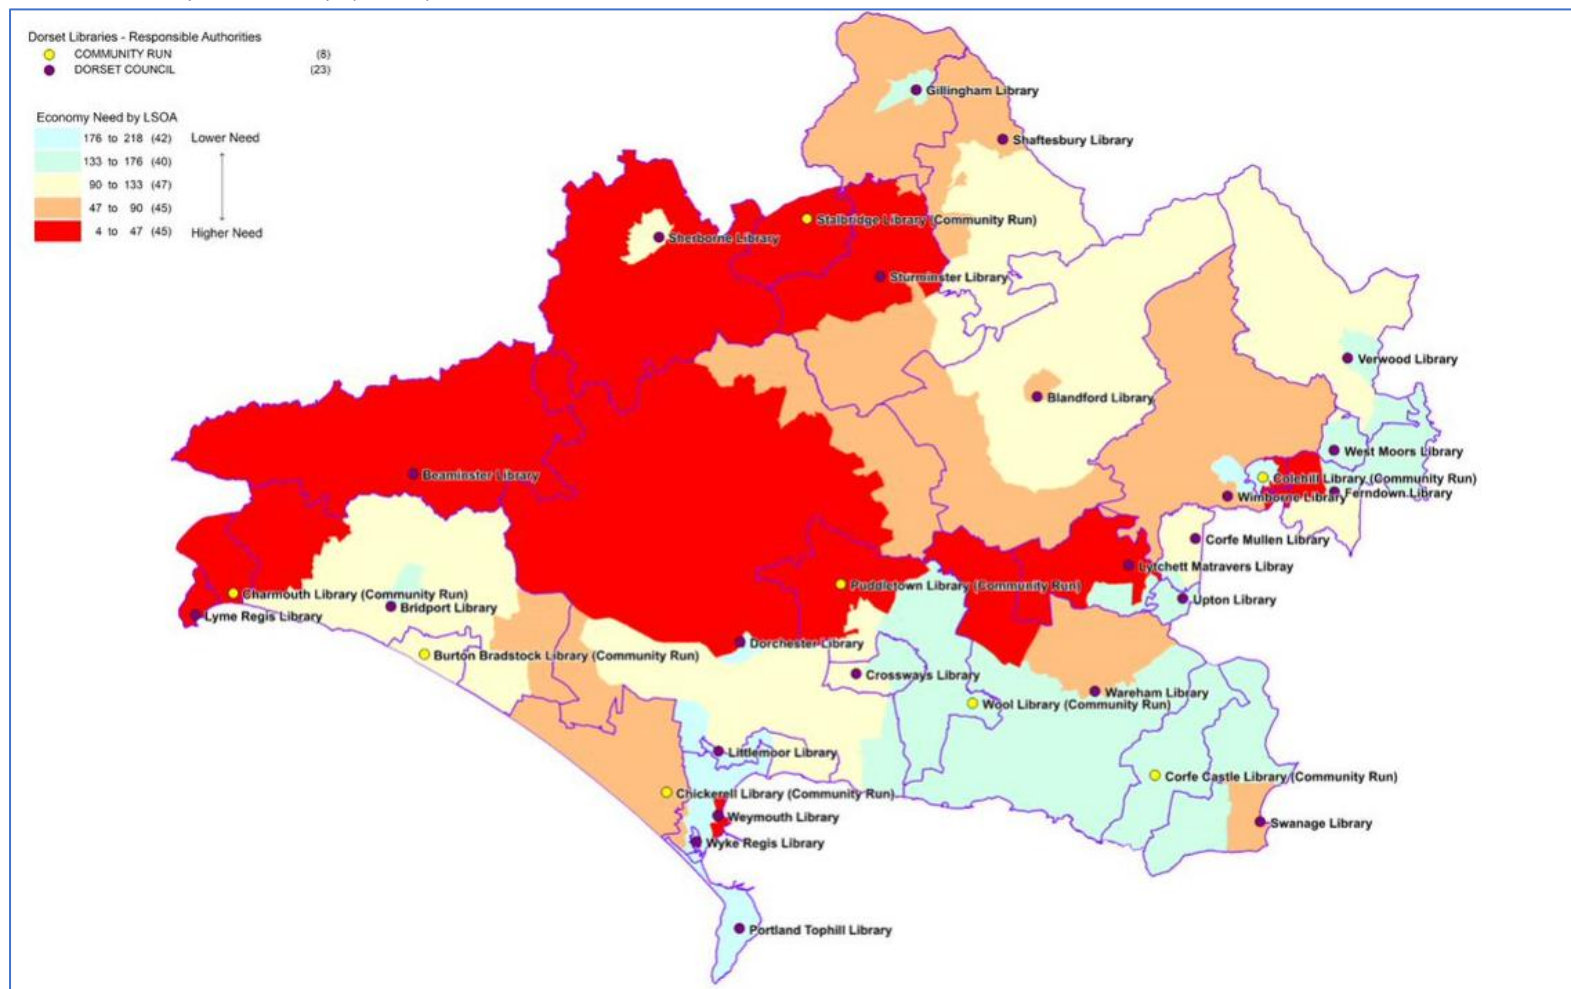 Dorset Libraries - Responsible Authorities
COMMUNITY RUN (8)
DORSET COUNCIL (23)
Economy Need by LSOA
176 to 218 (42) Lower Need
133 to 176 (40)
90 to 133 (47)
47 to 90 (45)
4 to 47 (45) Higher Need
Gillingham Library
Shaftesbury Library
Stalbridge Library (Community Run)
Sherborne Library
Sturminster Library
Verwood Library
Blandford Library
West Moors Library
Beaminster Library
Colehill Library (Community Run)
Ferndown Library
Wimborne Library
Corfe Mullen Library
Lytchett Matravers Libray
Puddletown Library (Community Run)
Charmouth Library (Community Run)
Upton Library
Bridport Library
Lyme Regis Library
Dorchester Library
Burton Bradstock Library (Community Run)
Crossways Library
Wareham Library
Wool Library (Community Run)
Littlemoor Library
Corfe Castle Library (Community Run)
Chickerell Library (Community Run)
Weymouth Library
Swanage Library
Wyke Regis Library
Portland Tophill Library